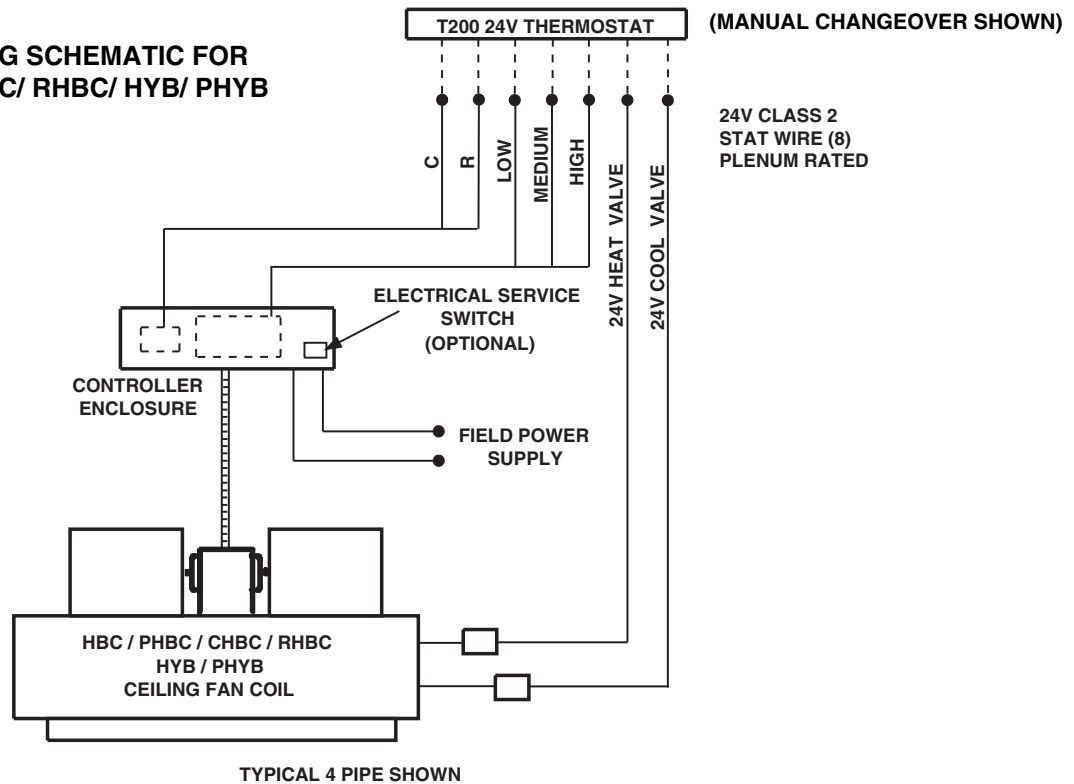 T200 24V THERMOSTAT
(MANUAL CHANGEOVER SHOWN)
G SCHEMATIC FOR
C/ RHBC/ HYB/ PHYB
24V CLASS 2
STAT WIRE (8)
PLENUM RATED
C
R
LOW
MEDIUM
HIGH
24V HEAT VALVE
24V COOL VALVE
ELECTRICAL SERVICE
SWITCH
(OPTIONAL)
CONTROLLER
ENCLOSURE
FIELD POWER
SUPPLY
HBC / PHBC / CHBC / RHBC
HYB / PHYB
CEILING FAN COIL
TYPICAL 4 PIPE SHOWN